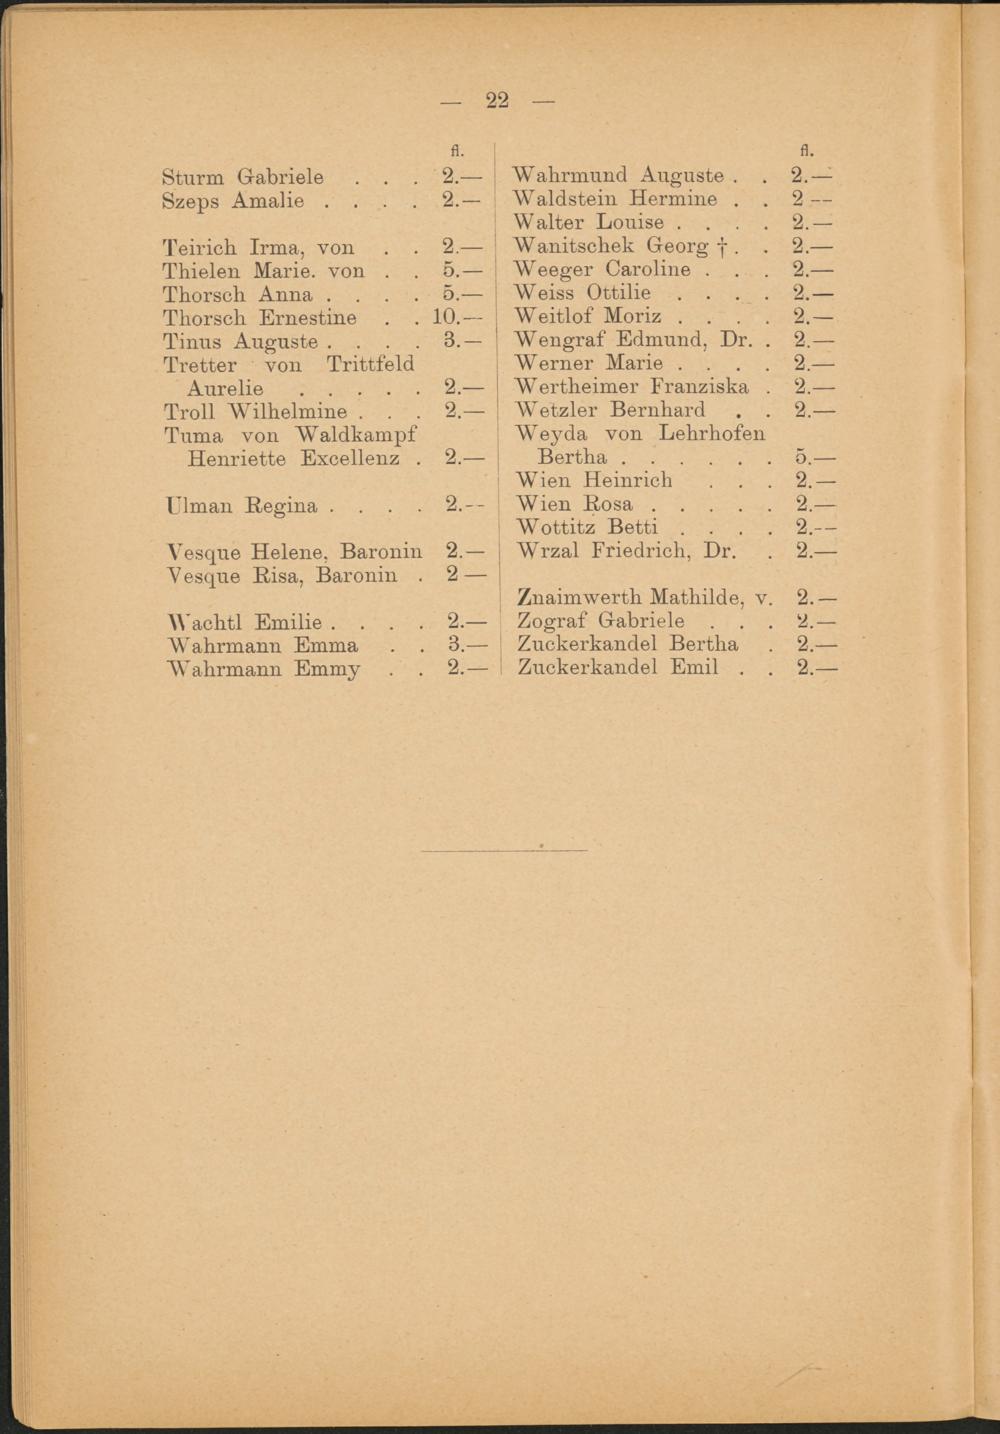 — 22 —
fl.
Sturm Gabriele . . . 2.—
Szeps Amalie . . . . 2.—
Teirich Irma, von . . 2.—
Thielen Marie. von . . 5.—
Thorsch Anna . . . . 5.—
Thorsch Ernestine . . 10.—
Tinus Auguste . . . . 3.—
Tretter von Trittfeld
Aurelie . . . . . 2.—
Troll Wilhelmine . . . 2.—
Tuma von Waldkampf
Henriette Excellenz . 2.—
Ulman Regina . . . . 2.--
Vesque Helene, Baronin 2.—
Vesque Risa, Baronin . 2 —
Wachtl Emilie . . . . 2.—
Wahrmann Emma . . 3.—
Wahrmann Emmy . . 2.—
fl.
Wahrmund Auguste . . 2.—
Waldstein Hermine . . 2 --
Walter Louise . . . . 2.—
Wanitschek Georg † . . 2.—
Weeger Caroline . . . 2.—
Weiss Ottilie . . . . 2.—
Weitlof Moriz . . . . 2.—
Wengraf Edmund, Dr. . 2.—
Werner Marie . . . . 2.—
Wertheimer Franziska . 2.—
Wetzler Bernhard . . 2.—
Weyda von Lehrhofen
Bertha . . . . . . 5.—
Wien Heinrich . . . 2.—
Wien Rosa . . . . . 2.—
Wottitz Betti . . . . 2.--
Wrzal Friedrich, Dr. . 2.—
Znaimwerth Mathilde, v. 2.—
Zograf Gabriele . . . 2.—
Zuckerkandel Bertha . 2.—
Zuckerkandel Emil . . 2.—